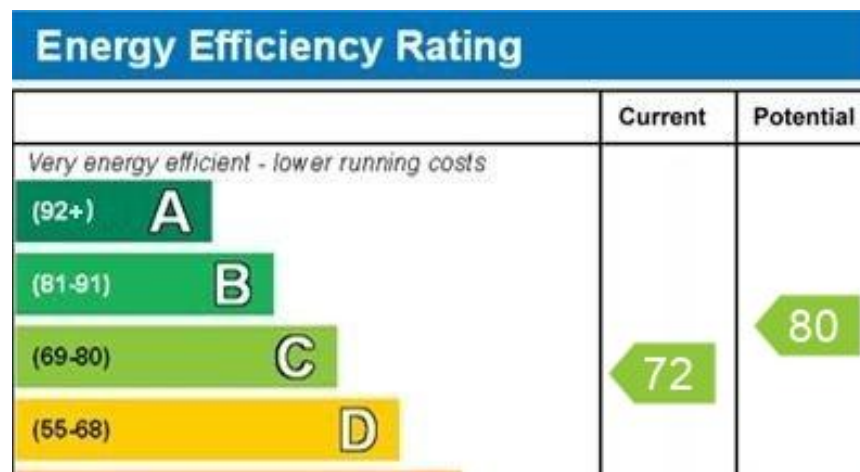 Energy Efficiency Rating
Current Potential
Very energy efficient - lower running costs
(92+) A
(81-91) B
(69-80) C
(55-68) D
72
80